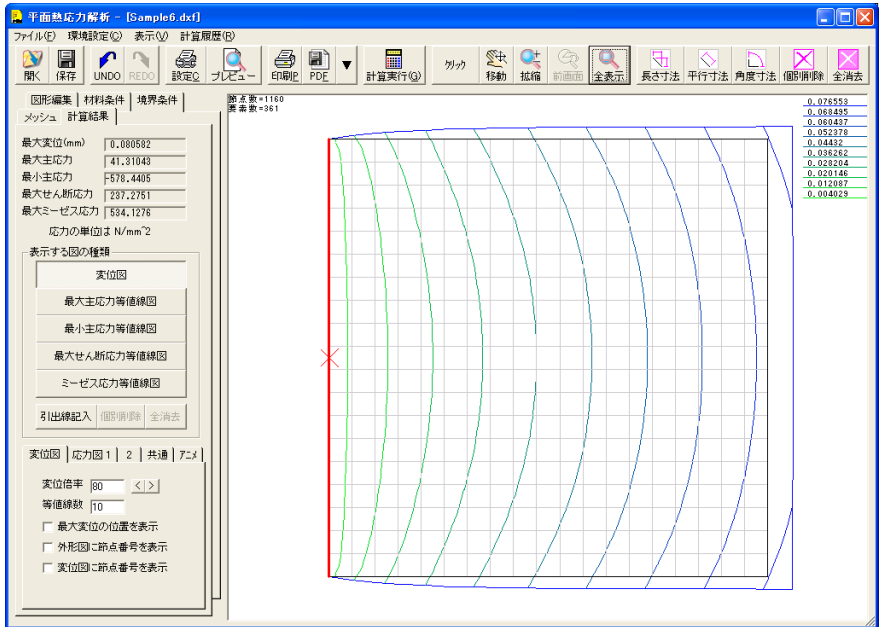 平面熱応力解析 - [Sample6.dxf]
ファイル(F) 環境設定(C) 表示(V) 計算履歴(R)
開く 保存 UNDO REDO 設定C プレビュー 印刷P PDF ▼ 計算実行(G) クリック 移動 拡縮 前画面 全表示 長さ寸法 平行寸法 角度寸法 個別削除 全消去
図形編集 材料条件 境界条件
メッシュ 計算結果
最大変位(mm) 0.080582
最大主応力 41.31043
最小主応力 -578.4405
最大せん断応力 287.2751
最大ミーゼス応力 534.1276
応力の単位は N/mm^2
表示する図の種類
変位図
最大主応力等値線図
最小主応力等値線図
最大せん断応力等値線図
ミーゼス応力等値線図
引出線記入 個別削除 全消去
変位図 応力図1 2 共通 アニメ
変位倍率 80 < >
等値線数 10
最大変位の位置を表示
外形図に節点番号を表示
変位図に節点番号を表示
節点数=1160
要素数=361
0.076553
0.068495
0.060437
0.052378
0.04432
0.036262
0.028204
0.020146
0.012087
0.004029